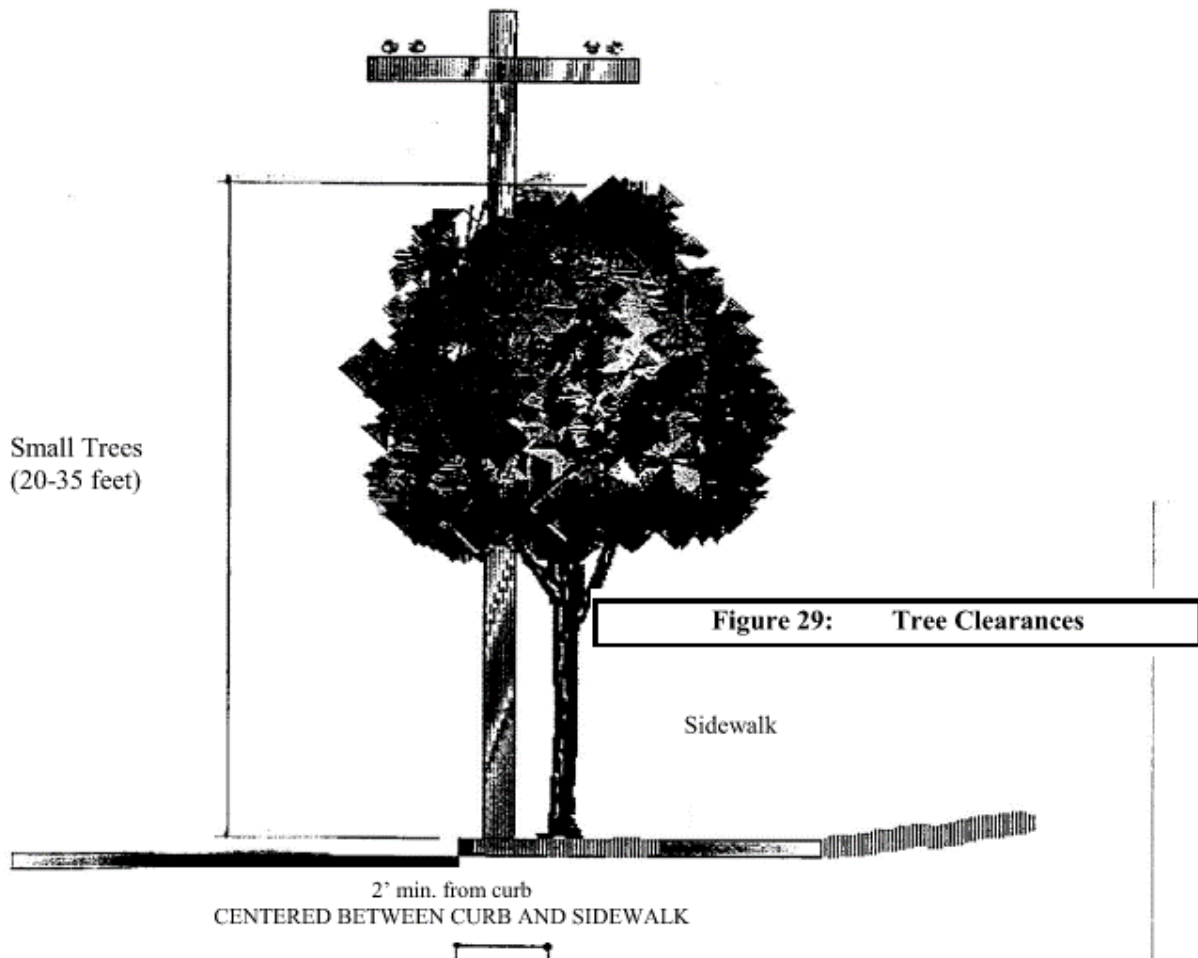 Small Trees
(20-35 feet)
Figure 29: Tree Clearances
Sidewalk
2’ min. from curb
CENTERED BETWEEN CURB AND SIDEWALK